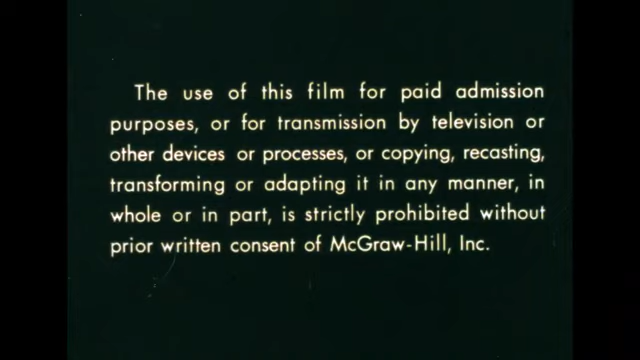 The use of this film for paid admission
purposes, or for transmission by television or
other devices or processes, or copying, recasting,
transforming or adapting it in any manner, in
whole or in part, is strictly prohibited without
prior written consent of McGraw-Hill, Inc.